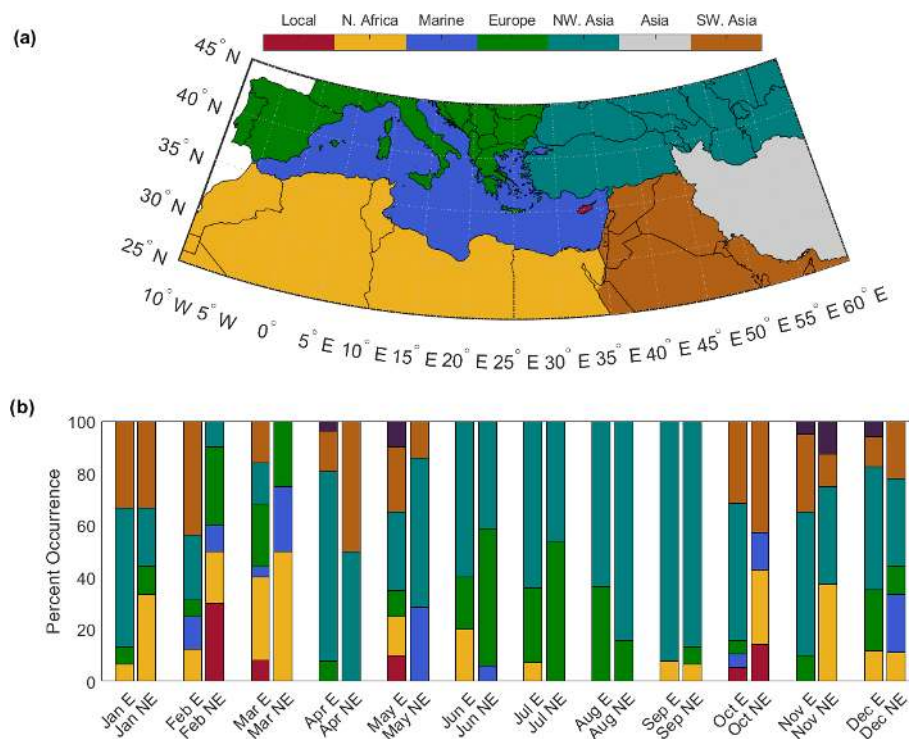 Local N. Africa Marine Europe NW. Asia Asia SW. Asia
(a)
45° N
40° N
35° N
30° N
25° N
10° W 5° W 0° 5° E 10° E 15° E 20° E 25° E 30° E 35° E 40° E 45° E 50° E 55° E 60° E
(b)
100
80
60
40
20
0
Percent Occurrence
Jan E Jan NE Feb E Feb NE Mar E Mar NE Apr E Apr NE May E May NE Jun E Jun NE Jul E Jul NE Aug E Aug NE Sep E Sep NE Oct E Oct NE Nov E Nov NE Dec E Dec NE